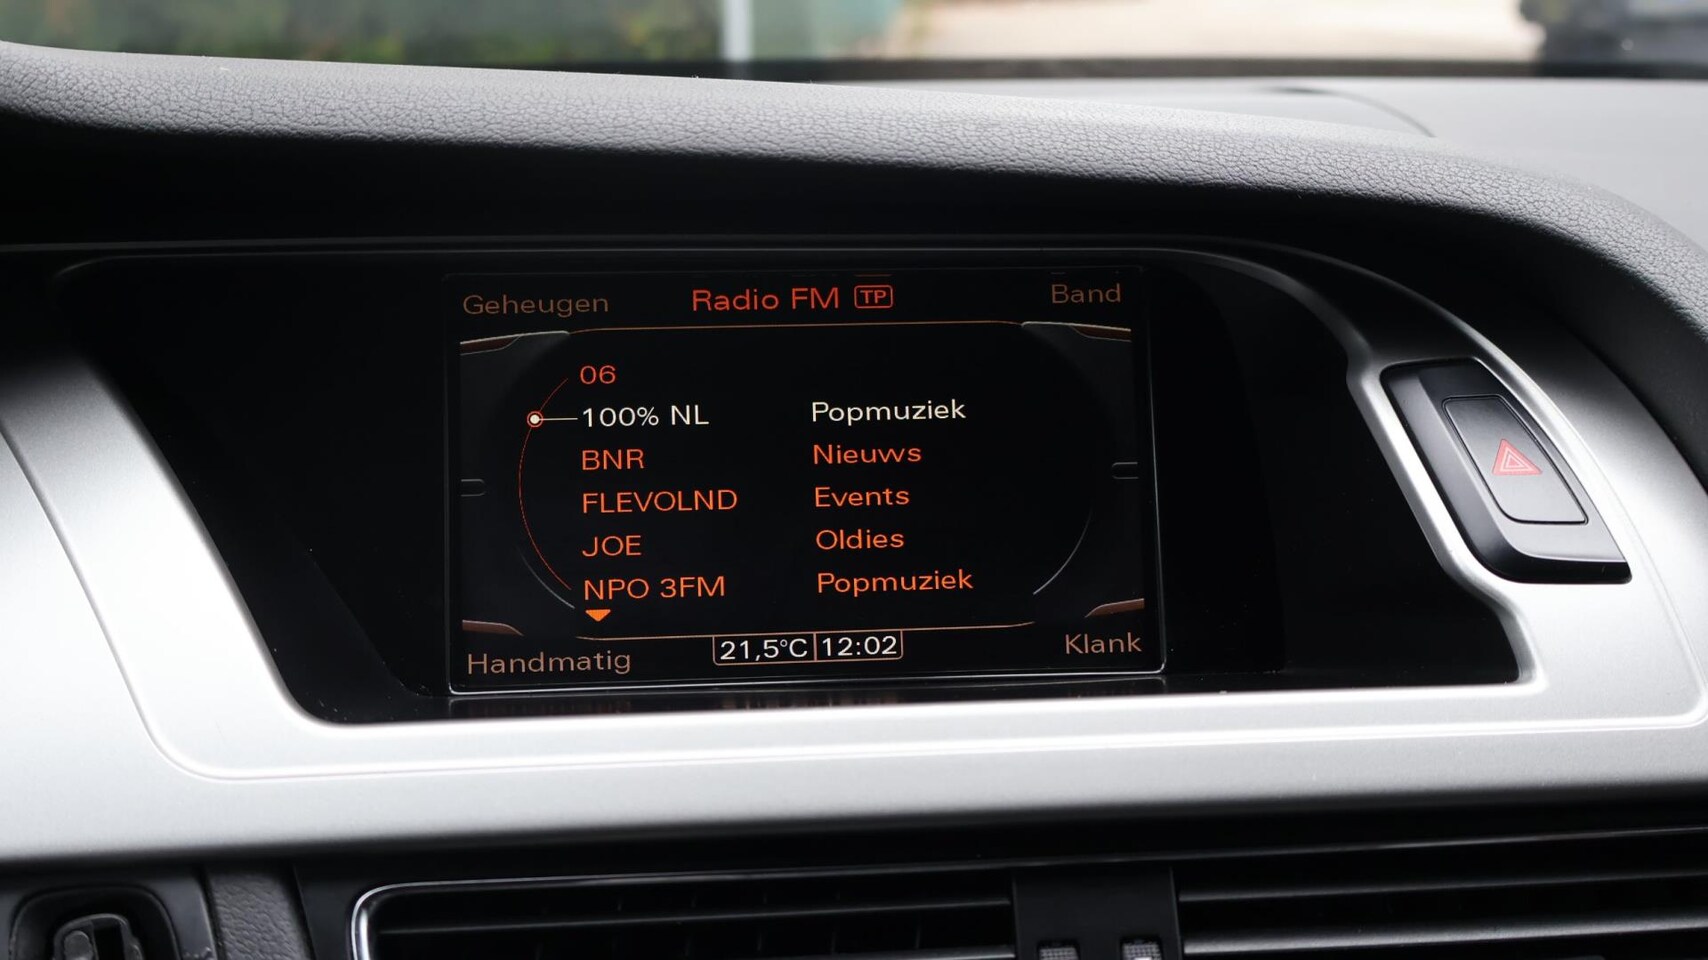 Geheugen Radio FM TP Band
06
100% NL Popmuziek
BNR Nieuws
FLEVOLND Events
JOE Oldies
NPO 3FM Popmuziek
Handmatig 21,5°C 12:02 Klank